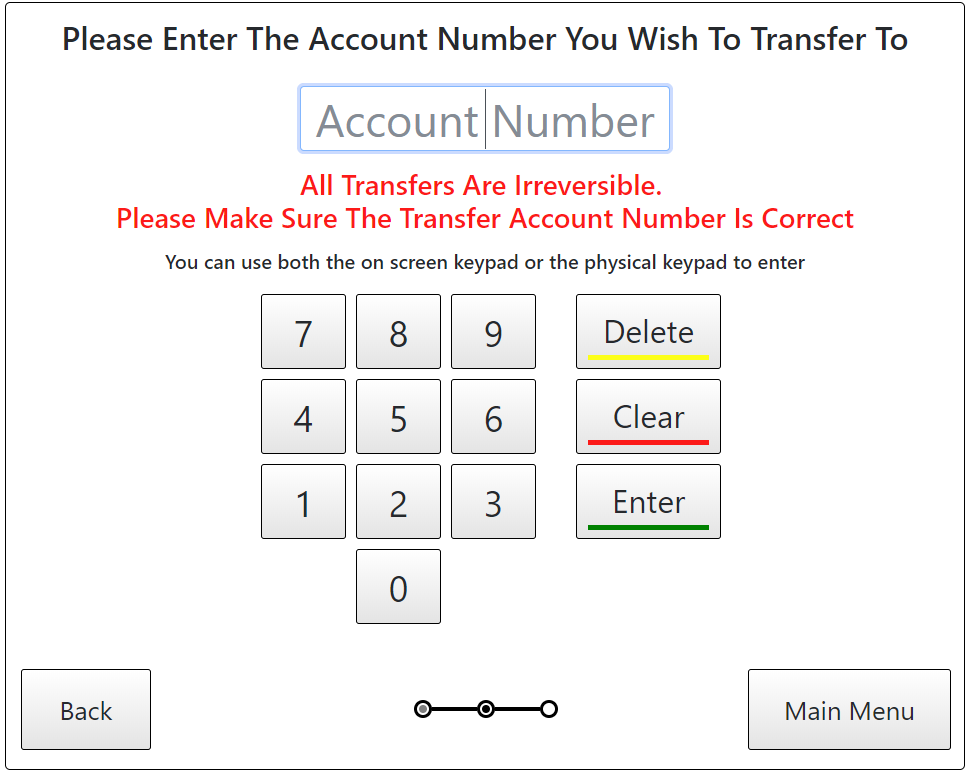 Please Enter The Account Number You Wish To Transfer To
Account Number
All Transfers Are Irreversible.
Please Make Sure The Transfer Account Number Is Correct
You can use both the on screen keypad or the physical keypad to enter
7 8 9 Delete
4 5 6 Clear
1 2 3 Enter
0
Back Main Menu